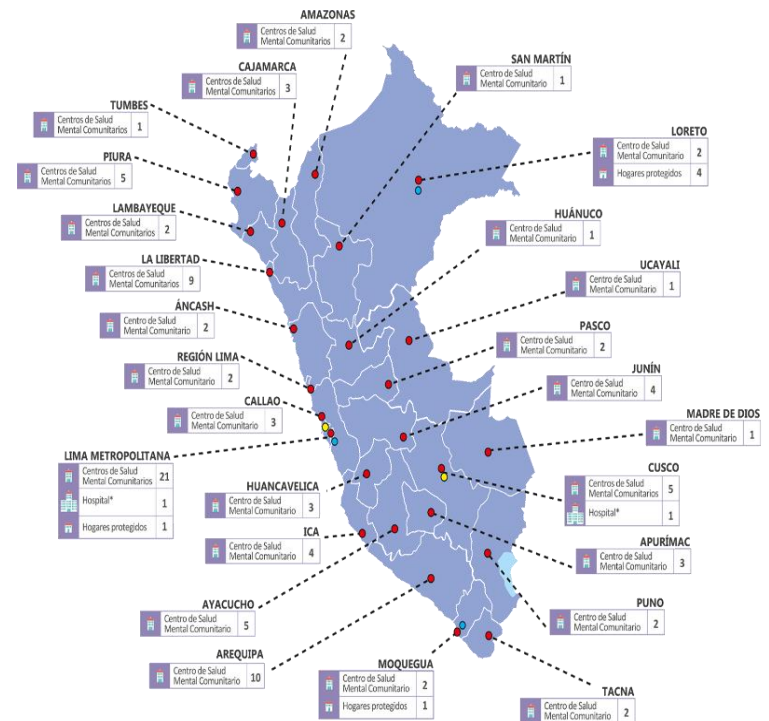 AMAZONAS
Centros de Salud
Mental Comunitarios 2
CAJAMARCA
Centros de Salud
Mental Comunitarios 3
SAN MARTÍN
Centro de Salud
Mental Comunitario 1
TUMBES
Centros de Salud
Mental Comunitarios 1
LORETO
Centro de Salud
Mental Comunitario 2
Hogares protegidos 4
PIURA
Centros de Salud
Mental Comunitarios 5
LAMBAYEQUE
Centros de Salud
Mental Comunitarios 2
HUÁNUCO
Centro de Salud
Mental Comunitario 1
LA LIBERTAD
Centros de Salud
Mental Comunitarios 9
UCAYALI
Centro de Salud
Mental Comunitario 1
ÁNCASH
Centro de Salud
Mental Comunitario 2
PASCO
Centro de Salud
Mental Comunitario 2
REGIÓN LIMA
Centro de Salud
Mental Comunitario 2
JUNÍN
Centro de Salud
Mental Comunitario 4
CALLAO
Centro de Salud
Mental Comunitario 3
MADRE DE DIOS
Centro de Salud
Mental Comunitario 1
LIMA METROPOLITANA
Centros de Salud
Mental Comunitarios 21
Hospital* 1
Hogares protegidos 1
CUSCO
Centros de Salud
Mental Comunitarios 5
Hospital* 1
HUANCAVELICA
Centro de Salud
Mental Comunitario 3
ICA
Centro de Salud
Mental Comunitario 4
APURÍMAC
Centro de Salud
Mental Comunitario 3
AYACUCHO
Centro de Salud
Mental Comunitario 5
PUNO
Centro de Salud
Mental Comunitario 2
AREQUIPA
Centro de Salud
Mental Comunitario 10
MOQUEGUA
Centro de Salud
Mental Comunitario 2
Hogares protegidos 1
TACNA
Centro de Salud
Mental Comunitario 2